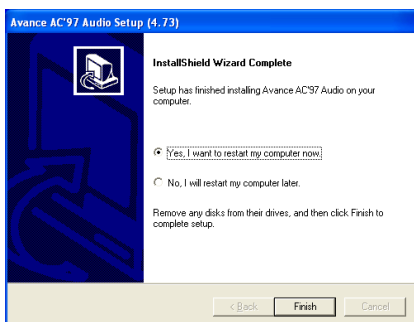 Avance AC'97 Audio Setup (4.73)
InstallShield Wizard Complete
Setup has finished installing Avance AC'97 Audio on your
computer.
Yes, I want to restart my computer now.
No, I will restart my computer later.
Remove any disks from their drives, and then click Finish to
complete setup.
< Back Finish Cancel